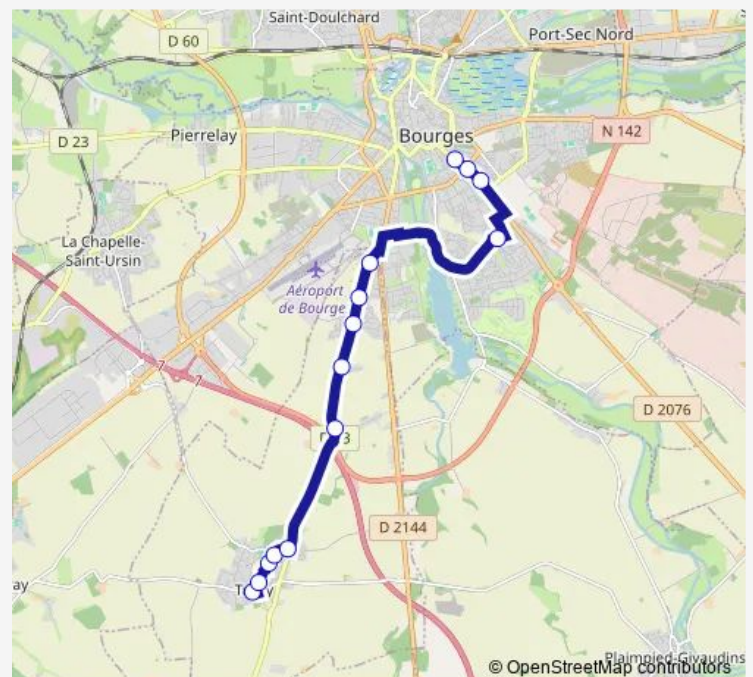 Saint-Doulchard
D 60
Port-Sec Nord
Pierrelay
Bourges
N 142
D 23
La Chapelle-
Saint-Ursin
Aéroport
de Bourge
7
7
D 2076
D 2144
ay
Plaimpied-Givaudins
© OpenStreetMap contributors